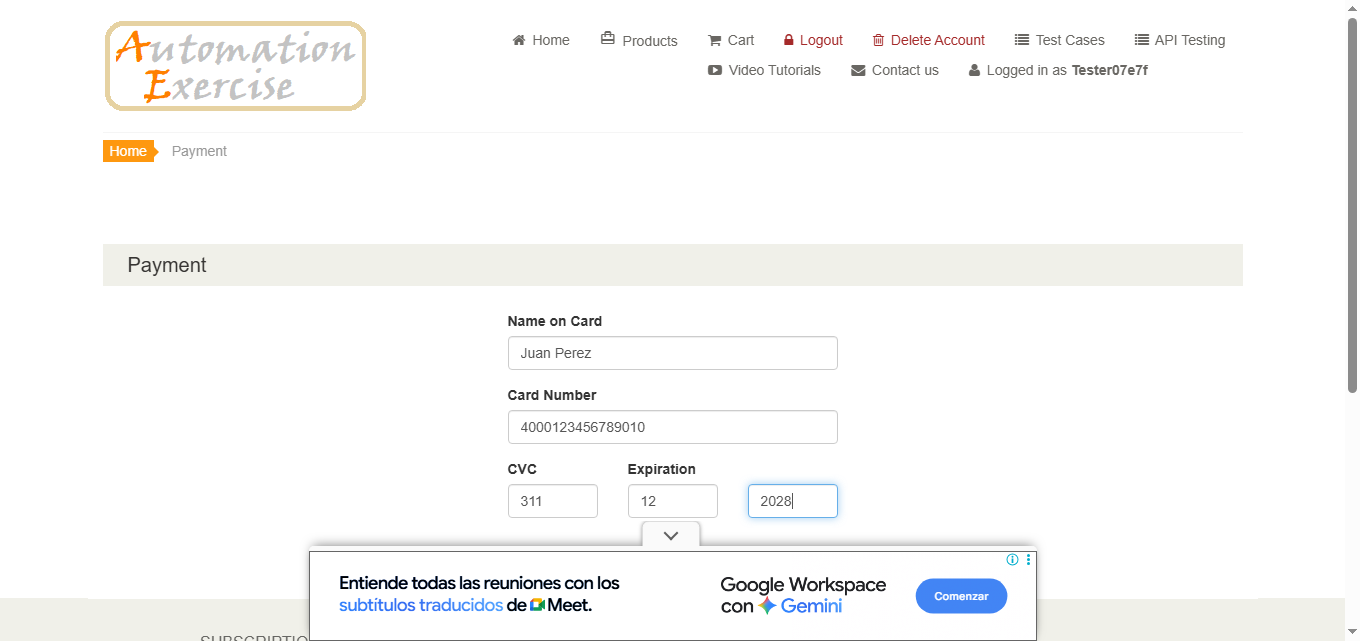 Automation
Exercise
Home Products Cart Logout Delete Account Test Cases API Testing
Video Tutorials Contact us Logged in as Tester07e7f
Home Payment
Payment
Name on Card
Juan Perez
Card Number
4000123456789010
CVC Expiration
311 12 2028
Entiende todas las reuniones con los
subtítulos traducidos de Meet.
Google Workspace
con Gemini
Comenzar
SUBSCRIPTIO